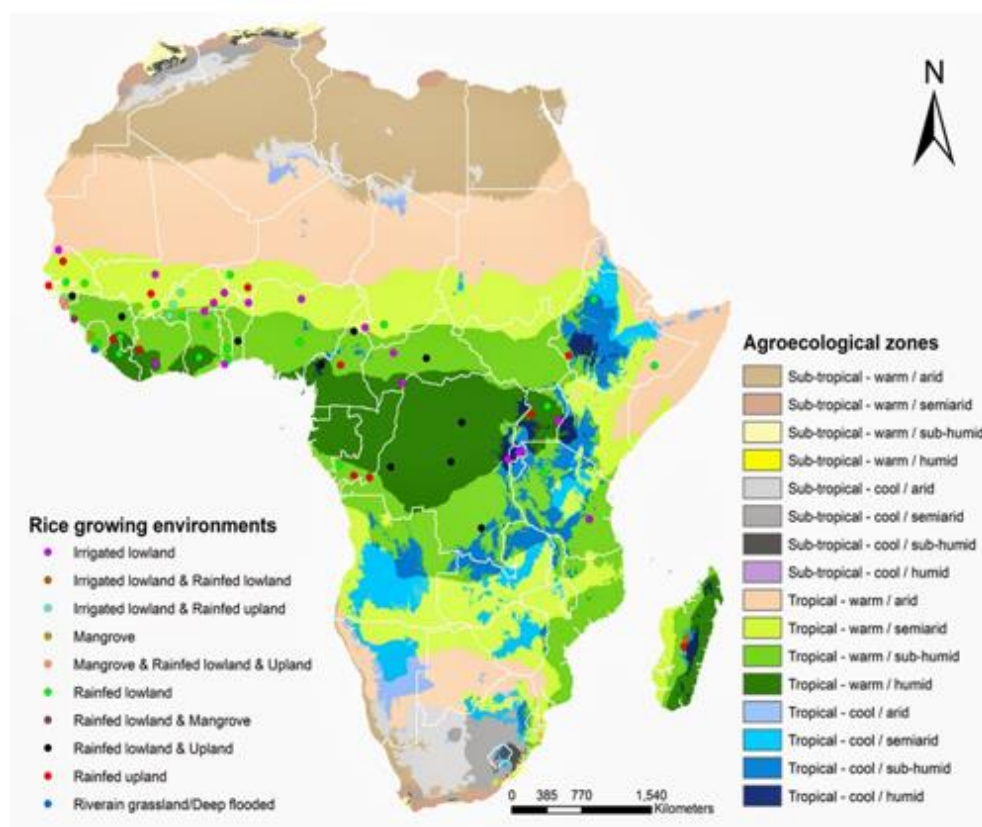 N
Agroecological zones
Sub-tropical - warm / arid
Sub-tropical - warm / semiarid
Sub-tropical - warm / sub-humid
Sub-tropical - warm / humid
Sub-tropical - cool / arid
Sub-tropical - cool / semiarid
Sub-tropical - cool / sub-humid
Sub-tropical - cool / humid
Tropical - warm / arid
Tropical - warm / semiarid
Tropical - warm / sub-humid
Tropical - warm / humid
Tropical - cool / arid
Tropical - cool / semiarid
Tropical - cool / sub-humid
Tropical - cool / humid
Rice growing environments
Irrigated lowland
Irrigated lowland & Rainfed lowland
Irrigated lowland & Rainfed upland
Mangrove
Mangrove & Rainfed lowland & Upland
Rainfed lowland
Rainfed lowland & Mangrove
Rainfed lowland & Upland
Rainfed upland
Riverain grassland/Deep flooded
0 385 770 1,540
Kilometers